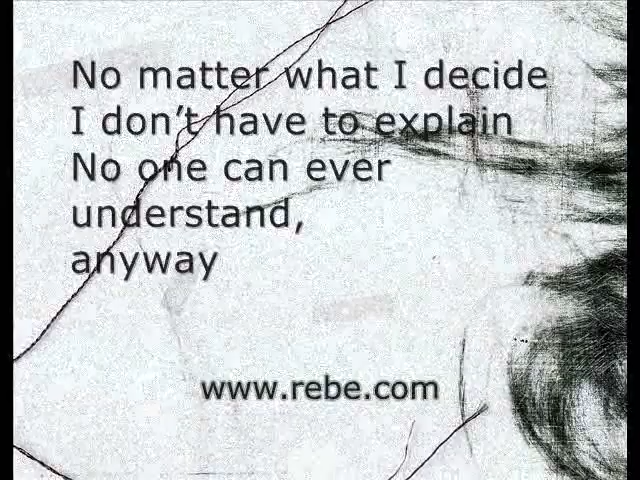 No matter what I decide
I don't have to explain
No one can ever
understand,
anyway
www.rebe.com